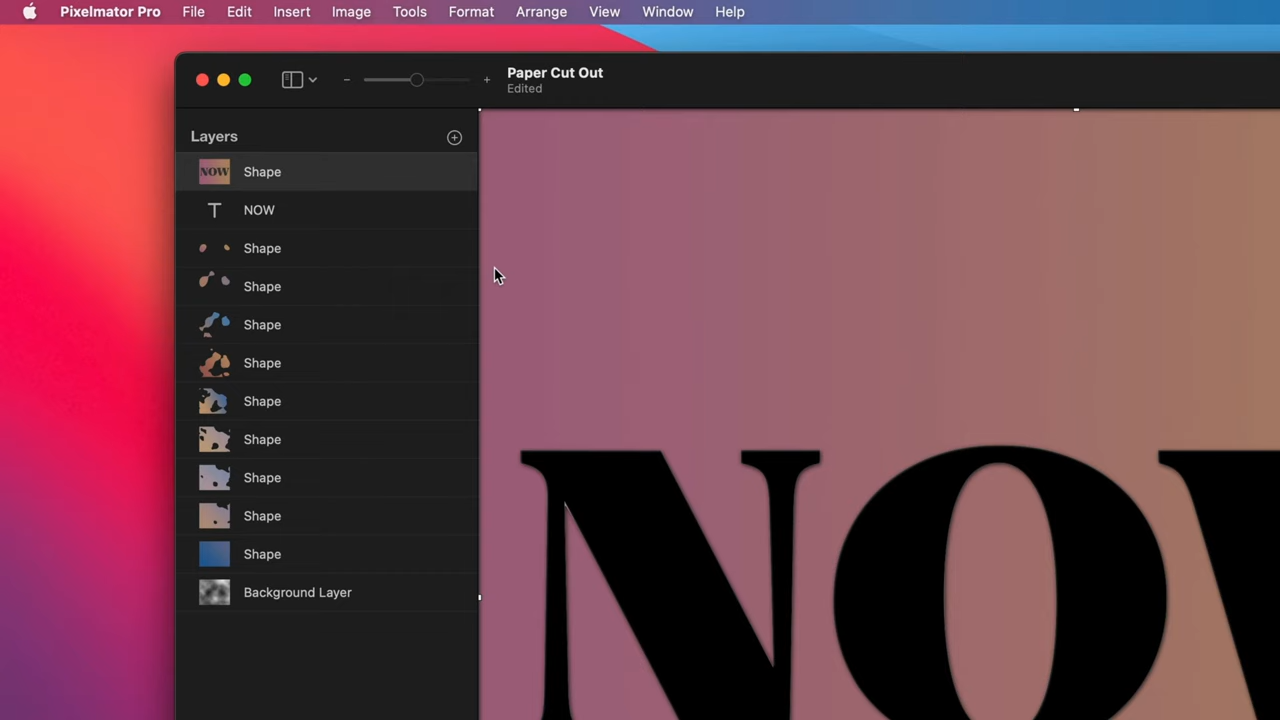 Pixelmator Pro File Edit Insert Image Tools Format Arrange View Window Help
Paper Cut Out
Edited
Layers
NOW Shape
T NOW
Shape
Shape
Shape
Shape
Shape
Shape
Shape
Shape
Shape
Background Layer
NOW